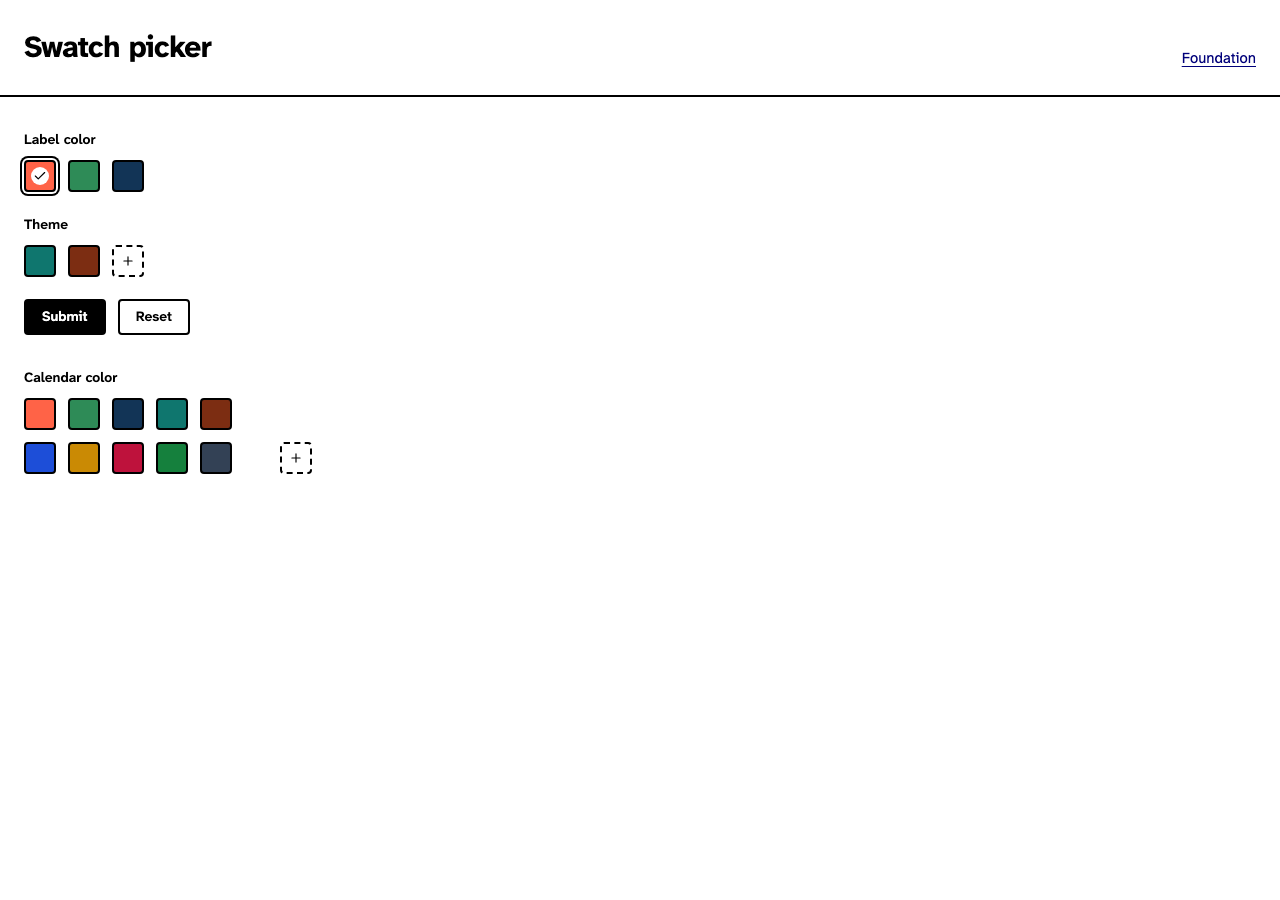 Swatch picker
Foundation
Label color
Theme
+
Submit
Reset
Calendar color
+